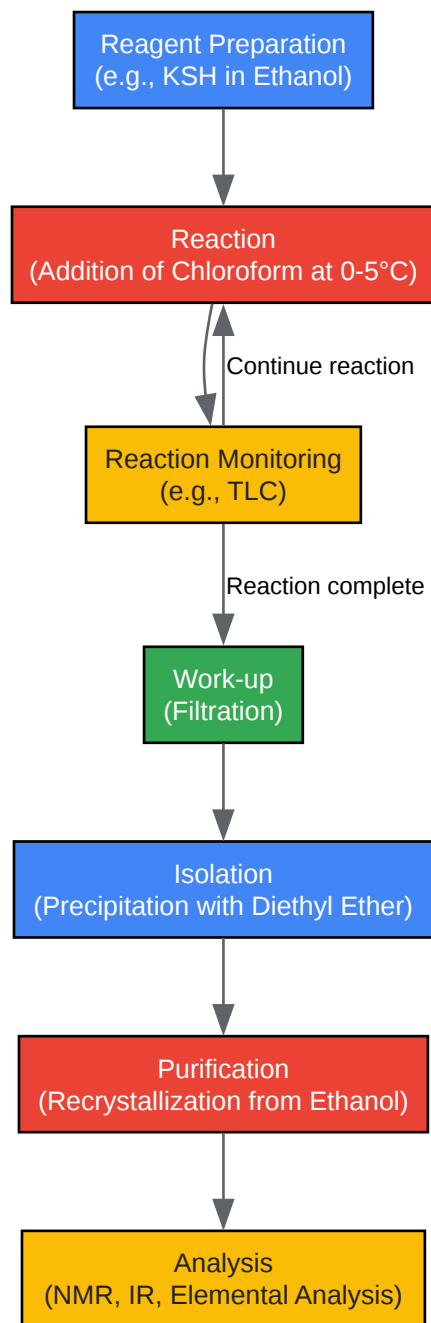 Reagent Preparation
(e.g., KSH in Ethanol)
Reaction
(Addition of Chloroform at 0-5°C)
Continue reaction
Reaction Monitoring
(e.g., TLC)
Reaction complete
Work-up
(Filtration)
Isolation
(Precipitation with Diethyl Ether)
Purification
(Recrystallization from Ethanol)
Analysis
(NMR, IR, Elemental Analysis)